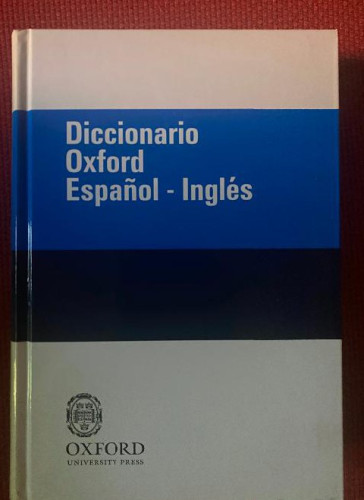 Diccionario
Oxford
Español - Inglés
OXFORD
UNIVERSITY PRESS